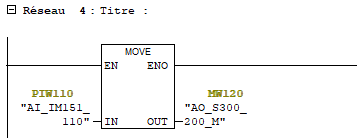 Réseau 4 : Titre :
MOVE
EN ENO
PIW110 MW120
"AI_IM151_ "AO_S300_
110" IN OUT 200_M"